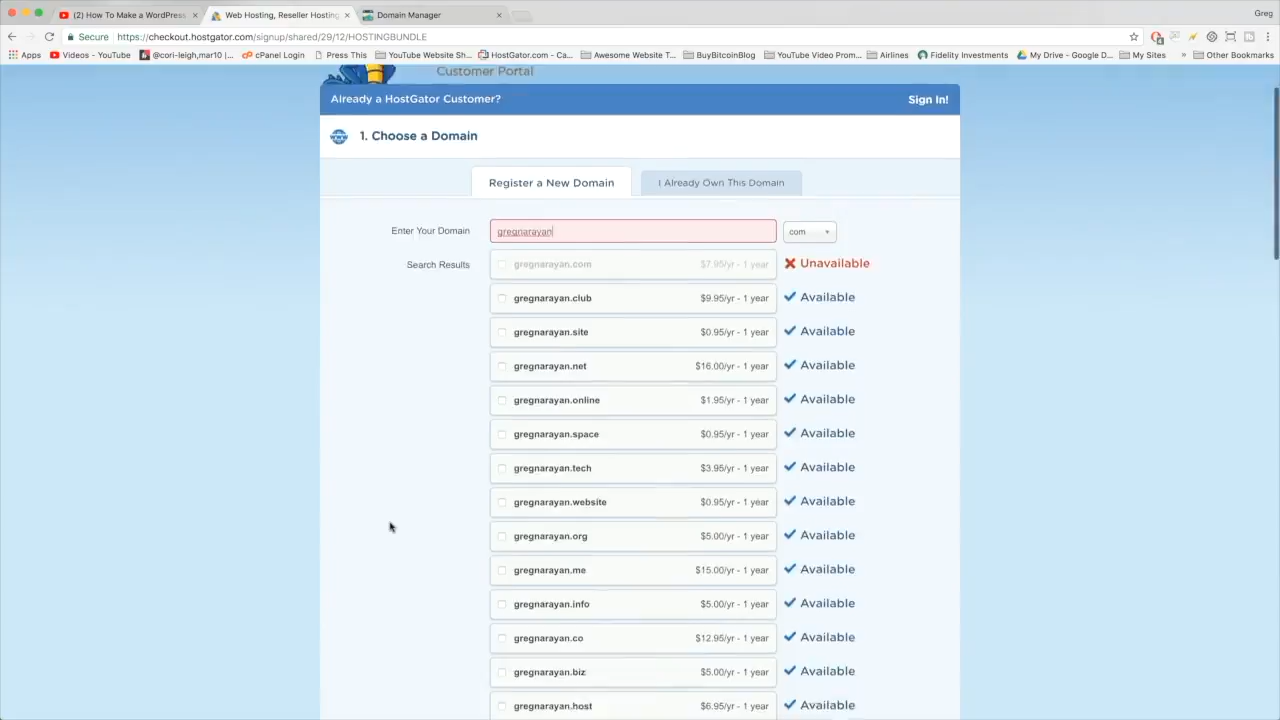 (2) How To Make a WordPress
Web Hosting, Reseller Hosting
Domain Manager
Greg
Secure
https://checkout.hostgator.com/signup/shared/29/12/HOSTINGBUNDLE
Apps
Videos - YouTube
@cori-leigh,mar10 |...
cPanel Login
Press This
YouTube Website Sh...
HostGator.com - Ca...
Awesome Website T...
BuyBitcoinBlog
YouTube Video Prom...
Airlines
Fidelity Investments
My Drive - Google D...
My Sites
»
Other Bookmarks
Customer Portal
Already a HostGator Customer?
Sign In!
1. Choose a Domain
Register a New Domain
I Already Own This Domain
Enter Your Domain
gregnarayan
com
Search Results
gregnarayan.com $7.95/yr - 1 year Unavailable
gregnarayan.club $9.95/yr - 1 year Available
gregnarayan.site $0.95/yr - 1 year Available
gregnarayan.net $16.00/yr - 1 year Available
gregnarayan.online $1.95/yr - 1 year Available
gregnarayan.space $0.95/yr - 1 year Available
gregnarayan.tech $3.95/yr - 1 year Available
gregnarayan.website $0.95/yr - 1 year Available
gregnarayan.org $5.00/yr - 1 year Available
gregnarayan.me $15.00/yr - 1 year Available
gregnarayan.info $5.00/yr - 1 year Available
gregnarayan.co $12.95/yr - 1 year Available
gregnarayan.biz $5.00/yr - 1 year Available
gregnarayan.host $6.95/yr - 1 year Available